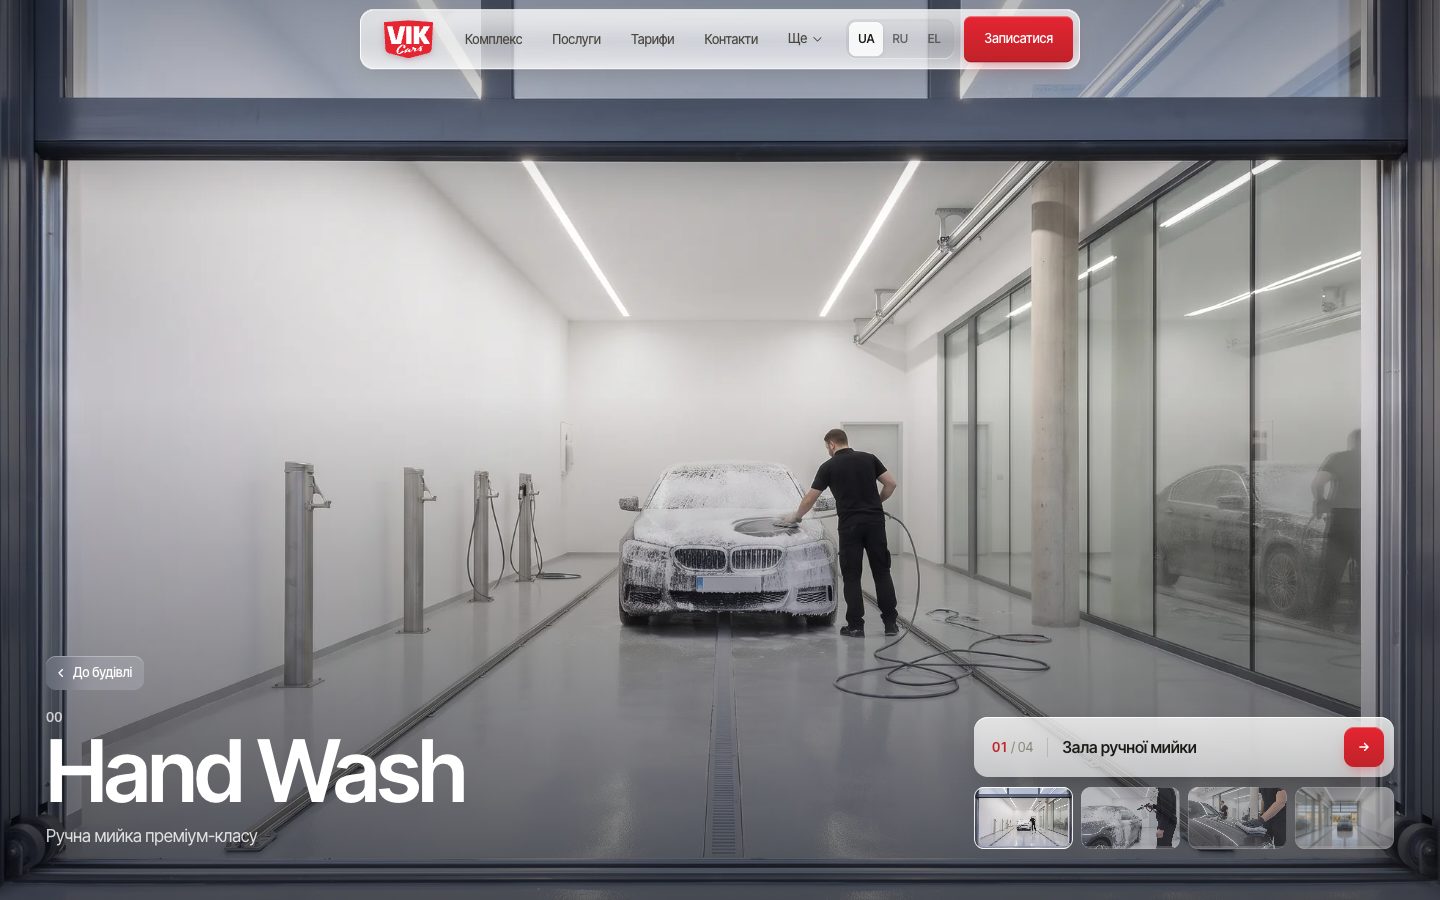 VIK
Cars
Комплекс
Послуги
Тарифи
Контакти
Ще
UA
RU
EL
Записатися
До будівлі
00
Hand Wash
Ручна мийка преміум-класу
01 / 04
Зала ручної мийки